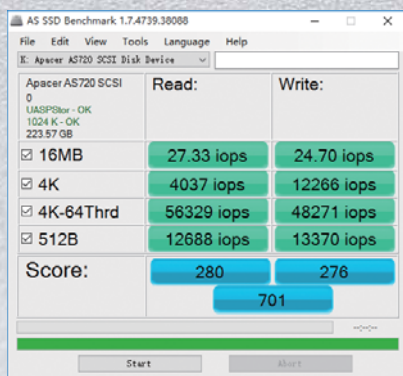 AS SSD Benchmark 1.7.4739.38088
File Edit View Tools Language Help
K: Apacer AS720 SCSI Disk Device
Apacer AS720 SCSI
0
UASPStor - OK
1024 K - OK
223.57 GB
Read: Write:
16MB 27.33 iops 24.70 iops
4K 4037 iops 12266 iops
4K-64Thrd 56329 iops 48271 iops
512B 12688 iops 13370 iops
Score: 280 276
701
--:--:--
Start Abort